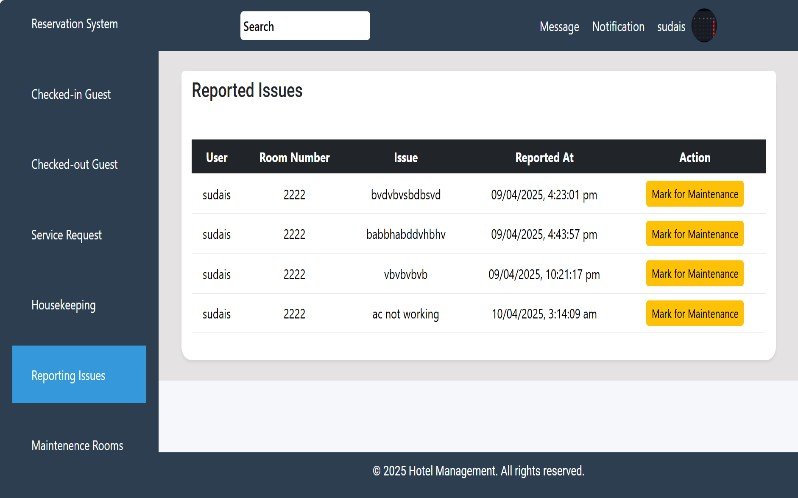 Reservation System
Search
Message Notification sudais
Checked-in Guest
Checked-out Guest
Service Request
Housekeeping
Reporting Issues
Maintenence Rooms
Reported Issues
User Room Number Issue Reported At Action
sudais 2222 bvdvbvsbdbsvd 09/04/2025, 4:23:01 pm Mark for Maintenance
sudais 2222 babbhabddvhbhv 09/04/2025, 4:43:57 pm Mark for Maintenance
sudais 2222 vbvbvbvb 09/04/2025, 10:21:17 pm Mark for Maintenance
sudais 2222 ac not working 10/04/2025, 3:14:09 am Mark for Maintenance
© 2025 Hotel Management. All rights reserved.